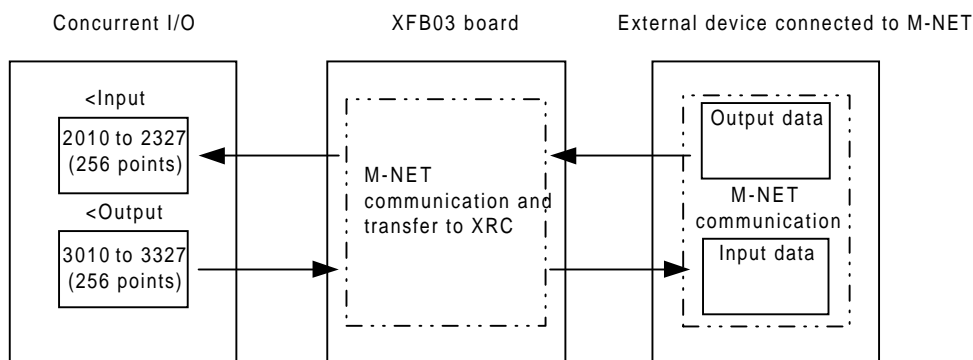 Concurrent I/O
XFB03 board
External device connected to M-NET
<Input
2010 to 2327
(256 points)
<Output
3010 to 3327
(256 points)
M-NET
communication and
transfer to XRC
Output data
M-NET
communication
Input data